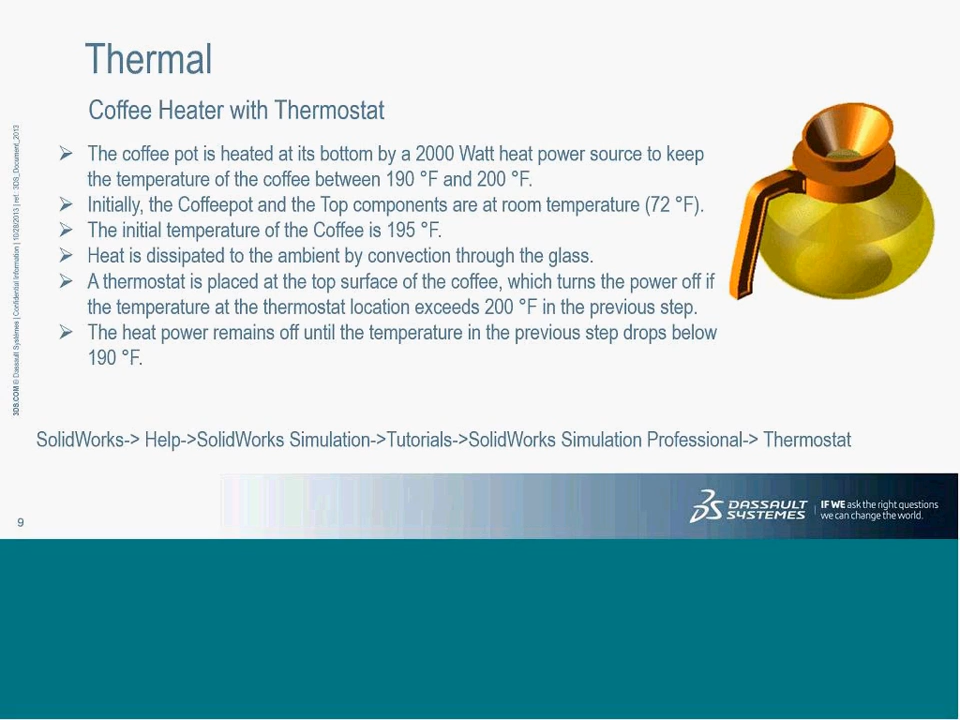 Thermal
Coffee Heater with Thermostat
➢ The coffee pot is heated at its bottom by a 2000 Watt heat power source to keep
the temperature of the coffee between 190 °F and 200 °F.
➢ Initially, the Coffeepot and the Top components are at room temperature (72 °F).
➢ The initial temperature of the Coffee is 195 °F.
➢ Heat is dissipated to the ambient by convection through the glass.
➢ A thermostat is placed at the top surface of the coffee, which turns the power off if
the temperature at the thermostat location exceeds 200 °F in the previous step.
➢ The heat power remains off until the temperature in the previous step drops below
190 °F.
SolidWorks-> Help->SolidWorks Simulation->Tutorials->SolidWorks Simulation Professional-> Thermostat
3DS.COM © Dassault Systèmes | Confidential Information | 10/28/2013 | ref.: 3DS_Document_2013
9
DASSAULT
SYSTEMES
IF WE ask the right questions
we can change the world.